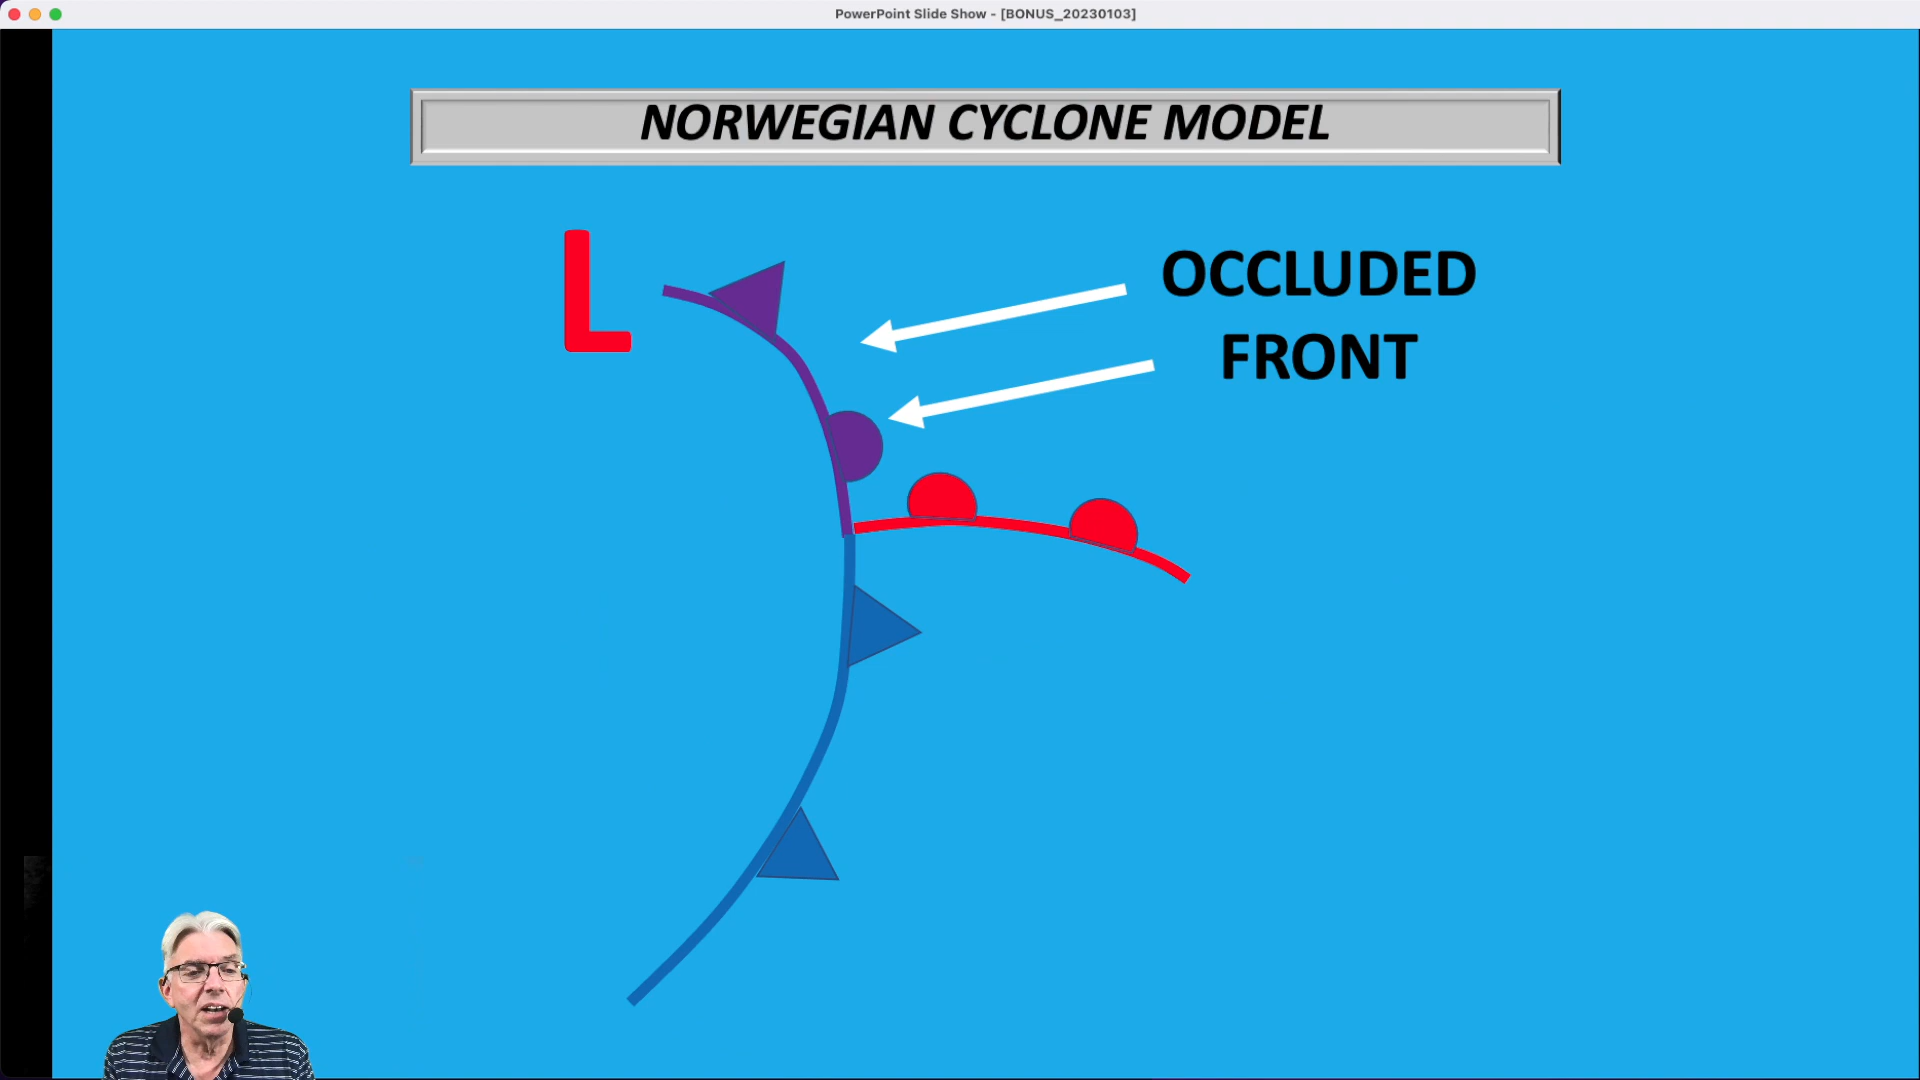 PowerPoint Slide Show - [BONUS_20230103]
NORWEGIAN CYCLONE MODEL
L
OCCLUDED
FRONT